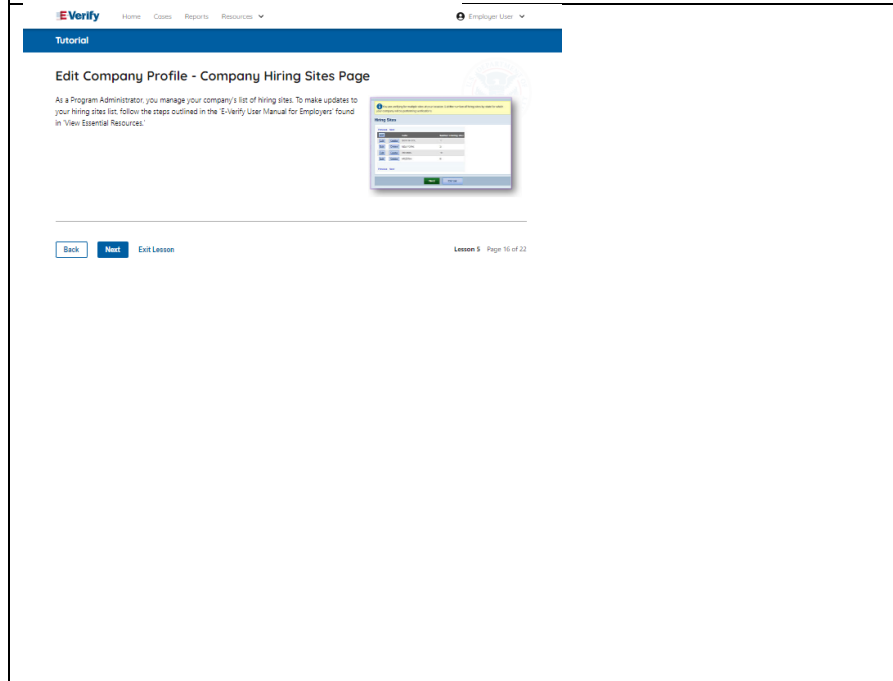 E-Verify Home Cases Reports Resources Employer User
Tutorial
Edit Company Profile - Company Hiring Sites Page
As a Program Administrator, you manage your company's list of hiring sites. To make updates to
your hiring sites list, follow the steps outlined in the 'E-Verify User Manual for Employers' found
in 'View Essential Resources.'
Hiring Sites
Back Next Exit Lesson Lesson 5 Page 16 of 22